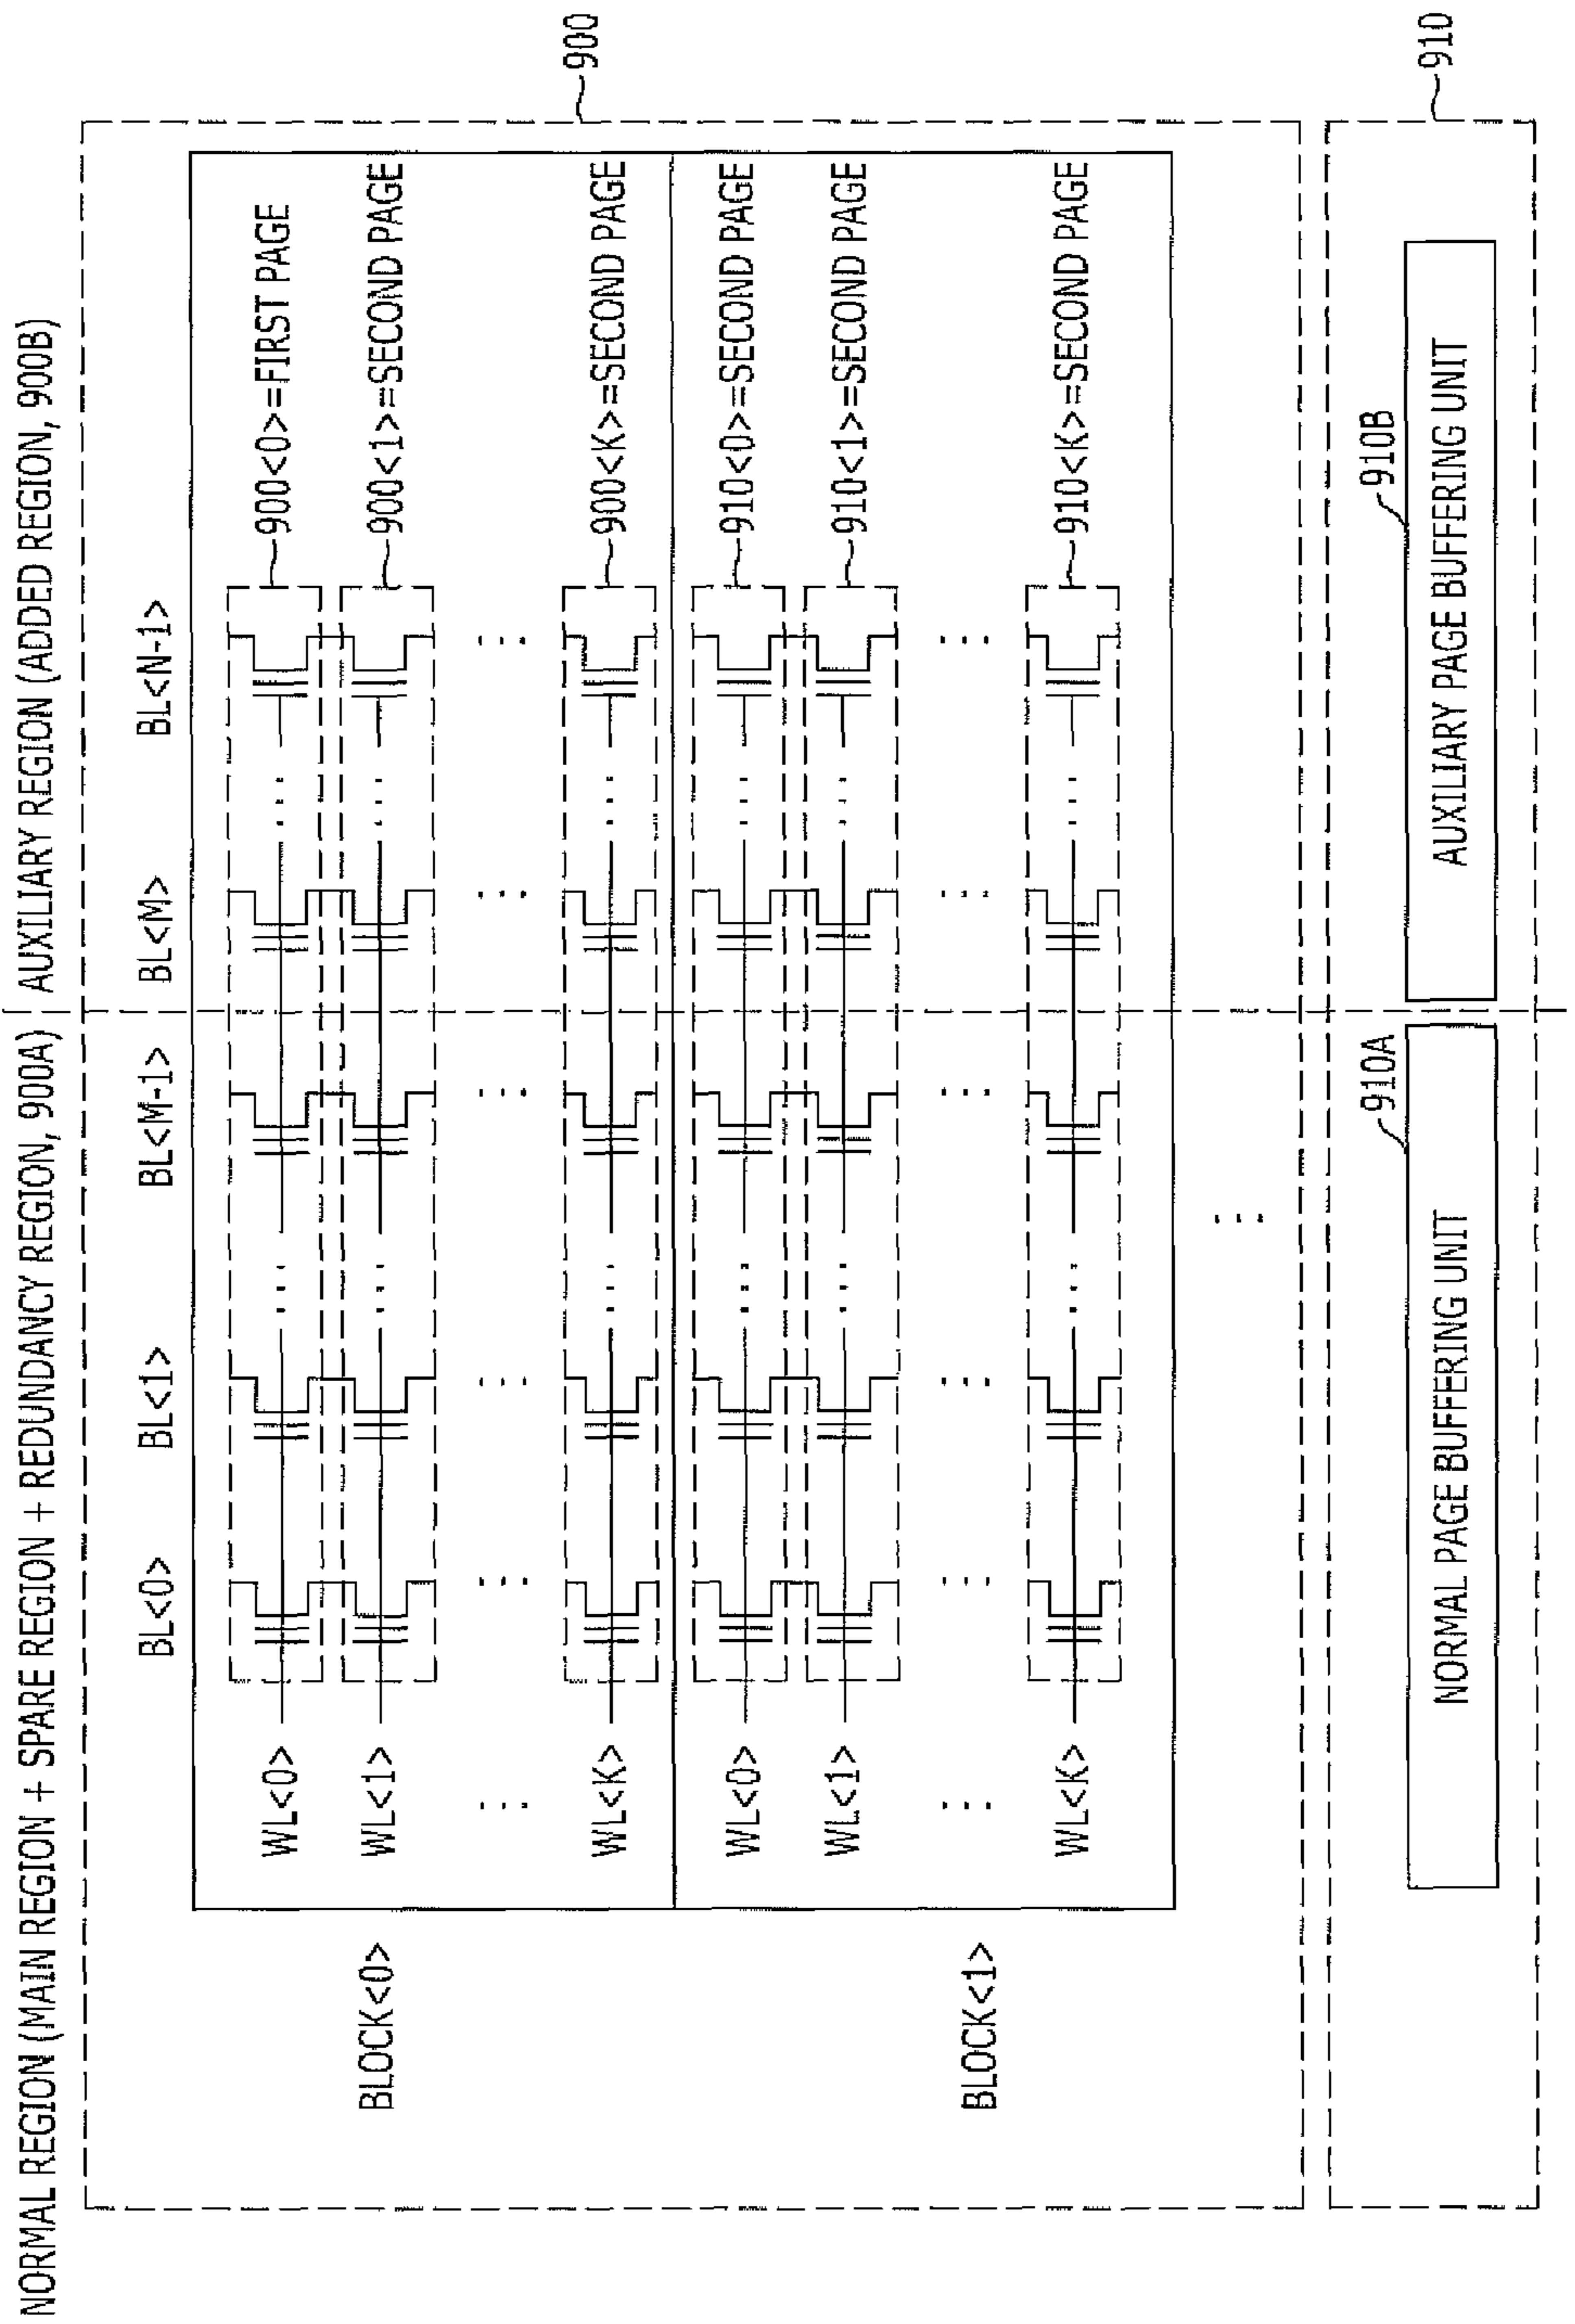 NORMAL REGION (MAIN REGION + SPARE REGION + REDUNDANCY REGION, 900A) AUXILIARY REGION (ADDED REGION, 900B)
BL<0> BL<1> BL<M-1> BL<M> BL<N-1>
900
BLOCK<0>
WL<0> ... ... 900<0>=FIRST PAGE
WL<1> ... ... 900<1>=SECOND PAGE
... ... ... ... ... ...
WL<K> ... ... 900<K>=SECOND PAGE
BLOCK<1>
WL<0> ... ... 910<0>=SECOND PAGE
WL<1> ... ... 910<1>=SECOND PAGE
... ... ... ... ... ...
WL<K> ... ... 910<K>=SECOND PAGE
...
910A 910B 910
NORMAL PAGE BUFFERING UNIT AUXILIARY PAGE BUFFERING UNIT